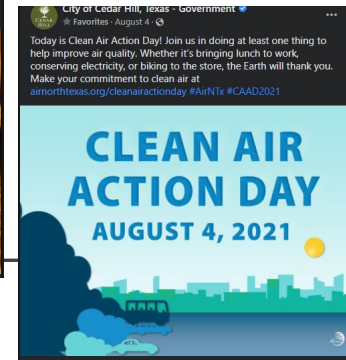 City of Cedar Hill, Texas - Government
Favorites · August 4 ·
Today is Clean Air Action Day! Join us in doing at least one thing to
help improve air quality. Whether it's bringing lunch to work,
conserving electricity, or biking to the store, the Earth will thank you.
Make your commitment to clean air at
airnorthtexas.org/cleanairactionday #AirNTx #CAAD2021
CLEAN AIR
ACTION DAY
AUGUST 4, 2021